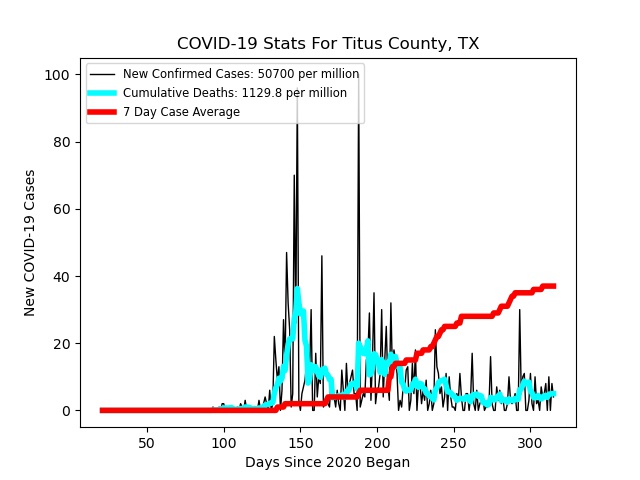 COVID-19 Stats For Titus County, TX
New Confirmed Cases: 50700 per million
Cumulative Deaths: 1129.8 per million
7 Day Case Average
New COVID-19 Cases
100
80
60
40
20
0
50 100 150 200 250 300
Days Since 2020 Began